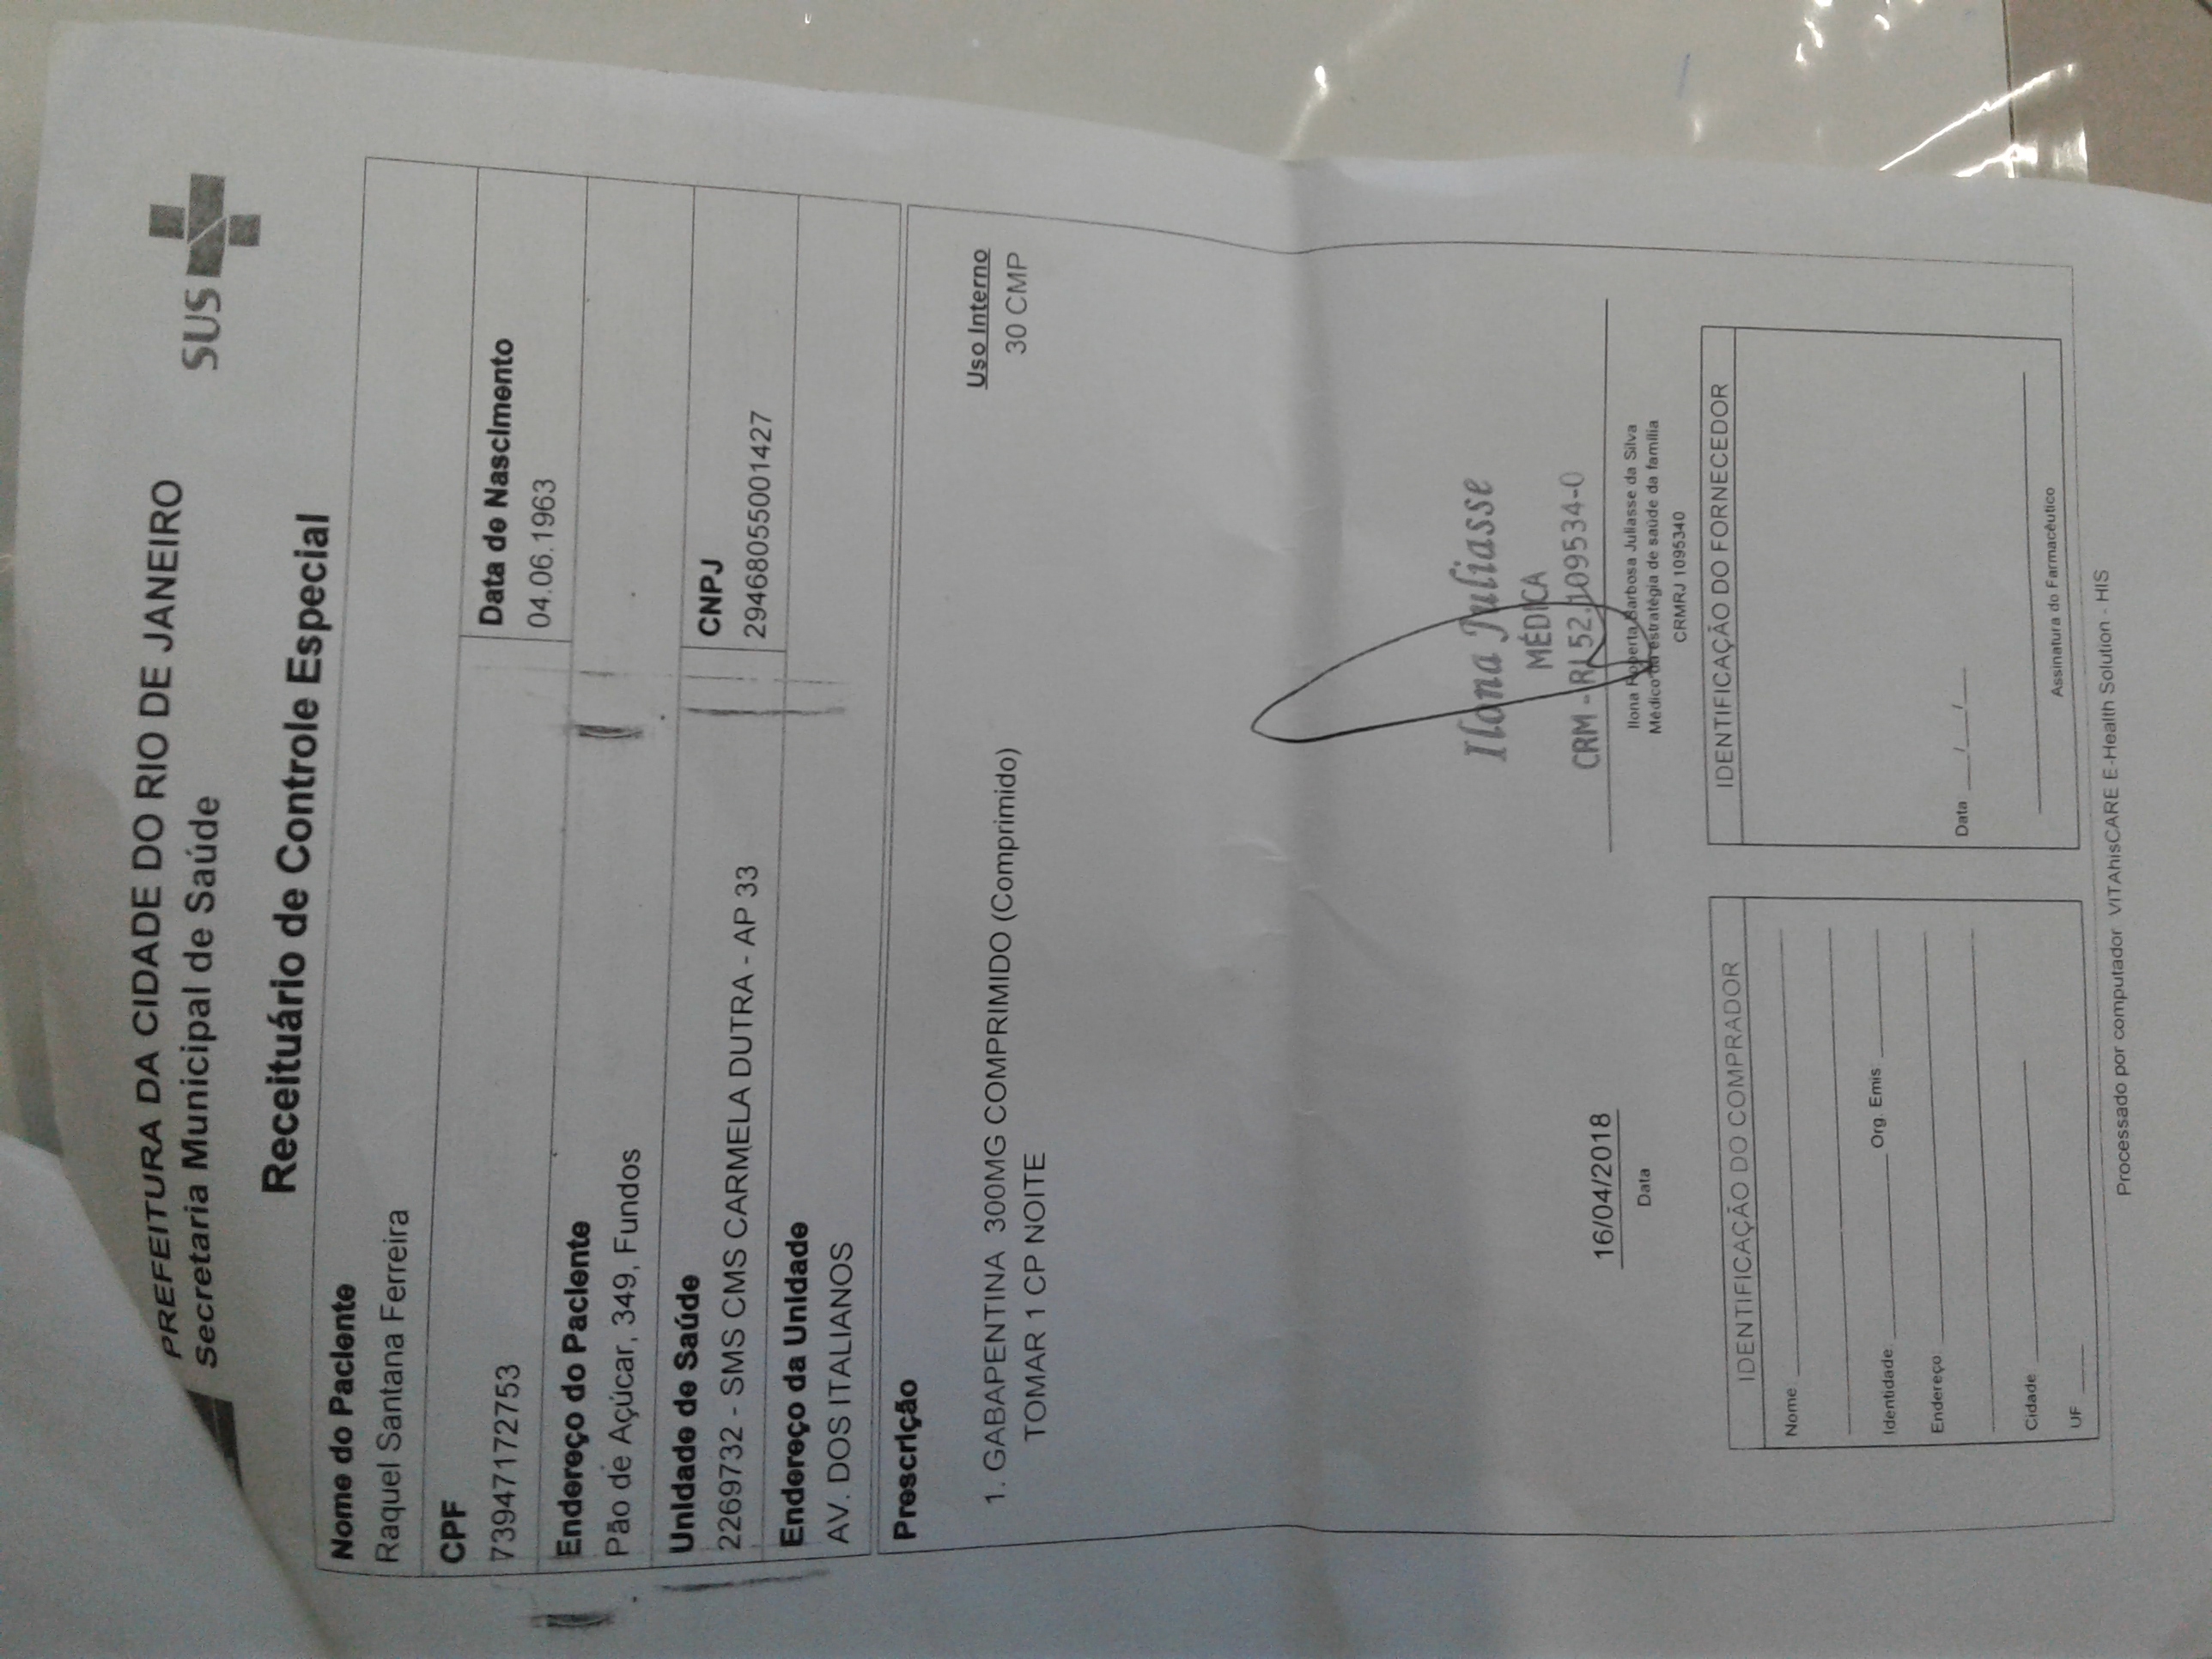 PREFEITURA DA CIDADE DO RIO DE JANEIRO
Secretaria Municipal de Saúde
SUS
Receituário de Controle Especial
Nome do Paciente
Raquel Santana Ferreira
CPF
73947172753
Data de Nascimento
04.06.1963
Endereço do Paciente
Pão de Açúcar, 349, Fundos
Unidade de Saúde
2269732 - SMS CMS CARMELA DUTRA - AP 33
CNPJ
29468055001427
Endereço da Unidade
AV. DOS ITALIANOS
Prescrição
Uso Interno
1. GABAPENTINA 300MG COMPRIMIDO (Comprimido)
30 CMP
TOMAR 1 CP NOITE
Ilona Juliasse
MÉDICA
CRM - RJ 52.109534-0
16/04/2018
Data
Ilona Roberta Barbosa Juliasse da Silva
Médico da estratégia de saúde da família
CRMRJ 1095340
IDENTIFICAÇÃO DO COMPRADOR
Nome:
Identidade: Org. Emis:
Endereço:
Cidade:
UF
IDENTIFICAÇÃO DO FORNECEDOR
Data / /
Assinatura do Farmacêutico
Processado por computador VITAhisCARE E-Health Solution - HIS